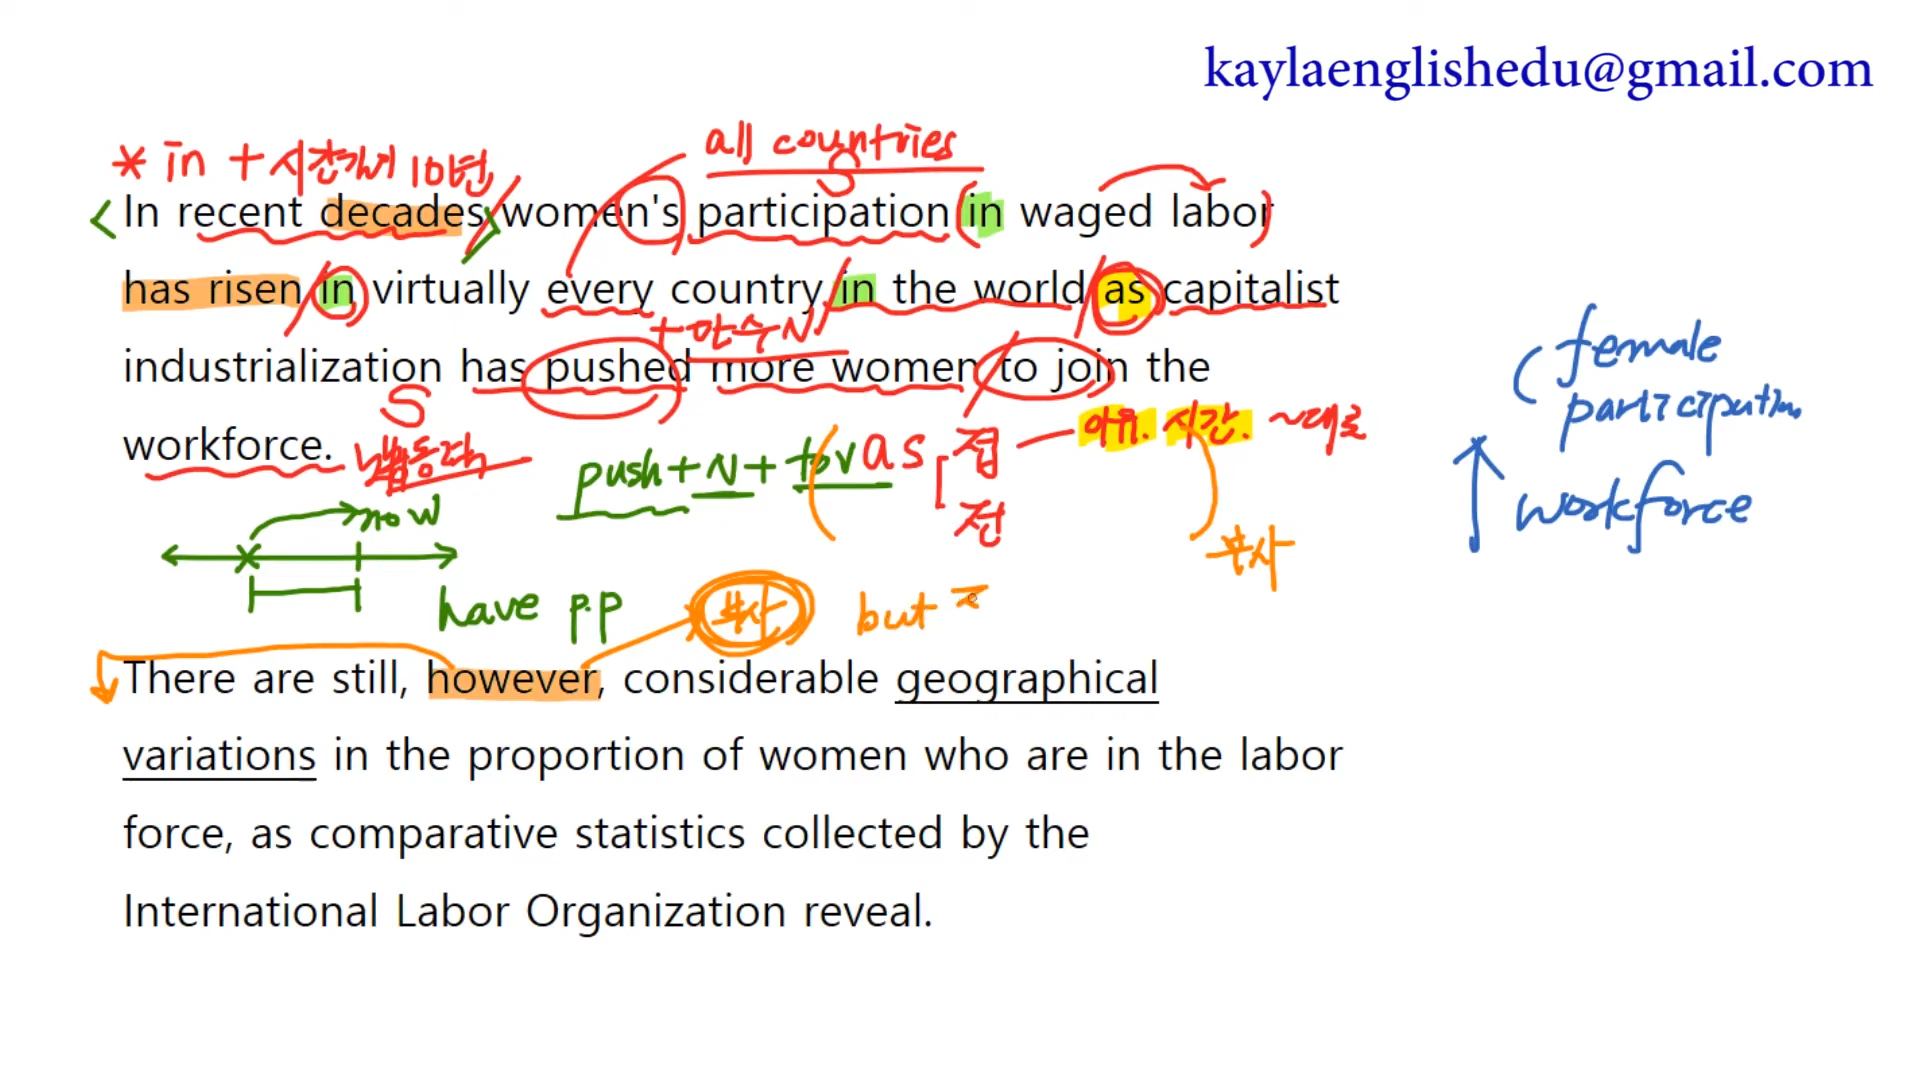 kaylaenglishedu@gmail.com
all countries
* in + 시간 10년
In recent decades women's participation in waged labor
has risen in virtually every country in the world as capitalist
+ 단수N
industrialization has pushed more women to join the
S
workforce.
push+N+toV
as 접 이유. 시간. ~대로
전
now
부사
have p.p
부사
but
There are still, however, considerable geographical
variations in the proportion of women who are in the labor
force, as comparative statistics collected by the
International Labor Organization reveal.
female
participation
workforce